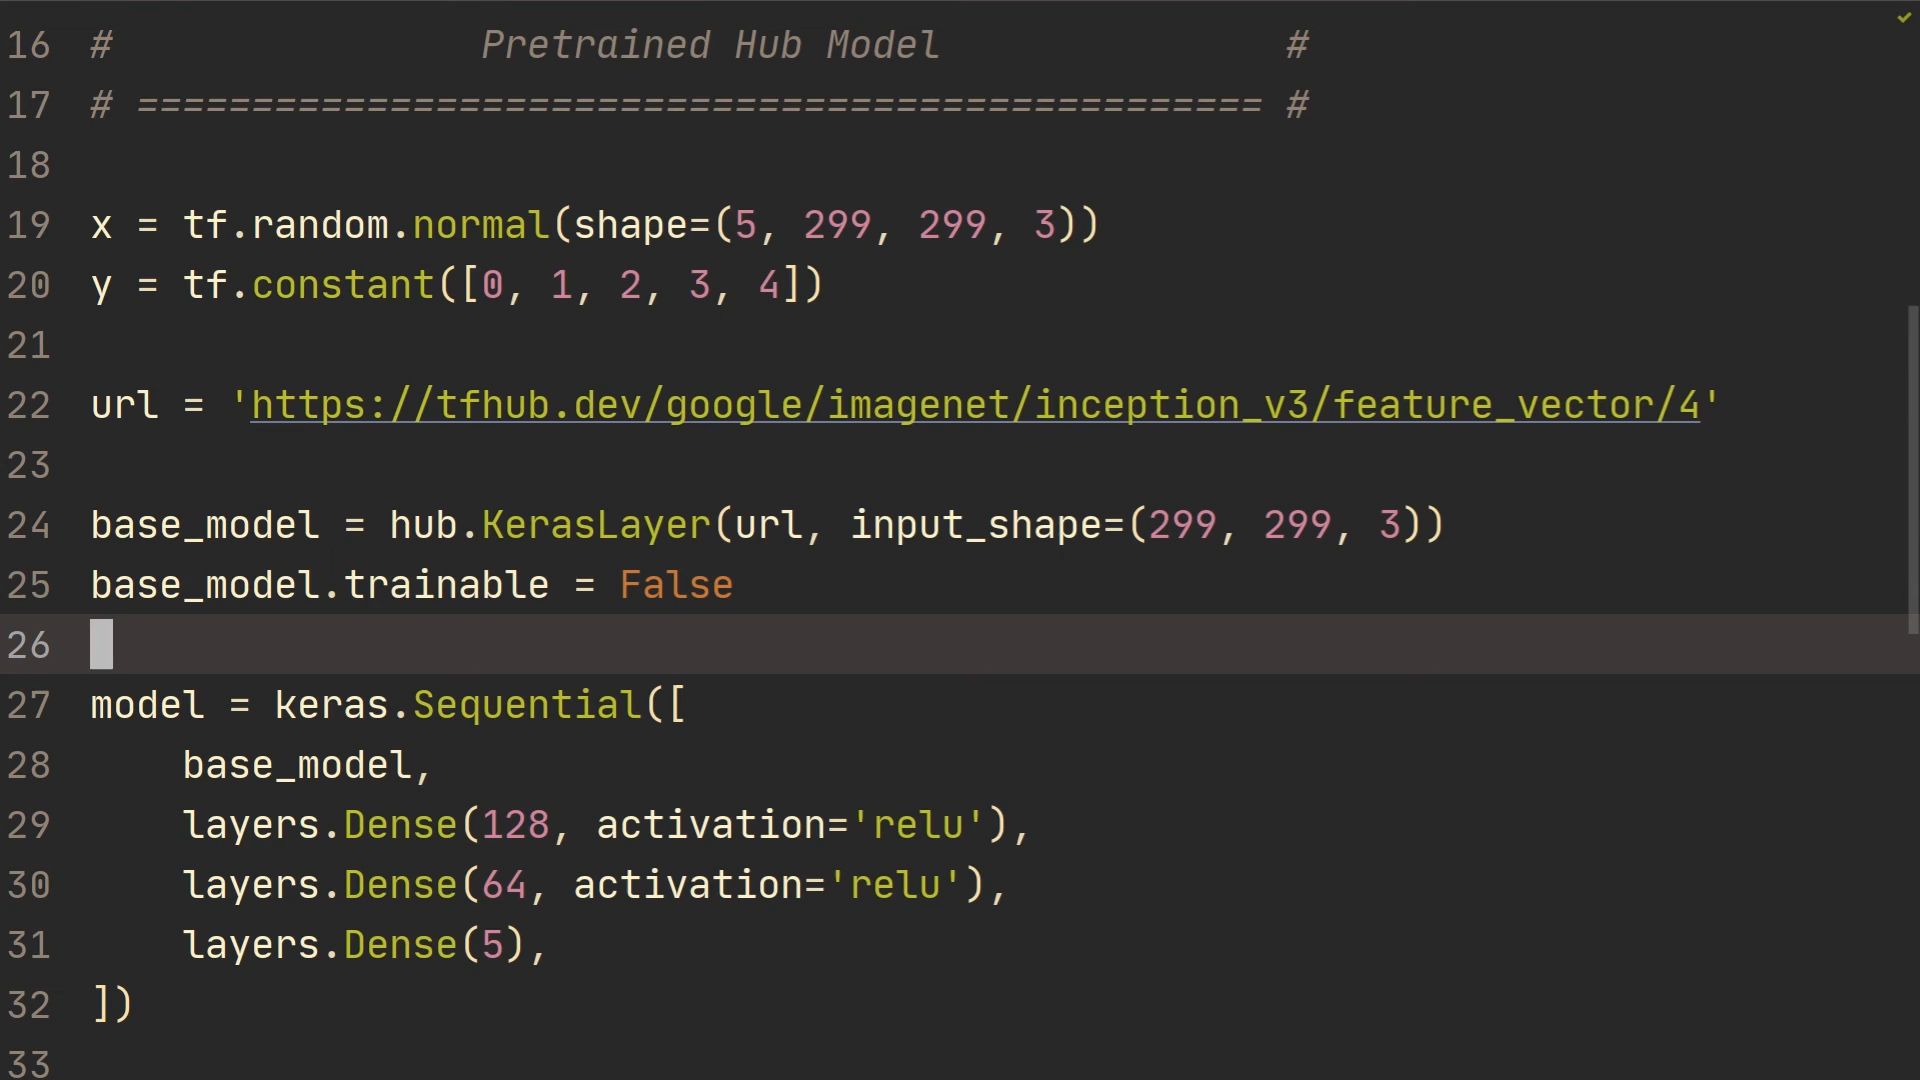 16 # Pretrained Hub Model #
17 # ================================================= #
18
19 x = tf.random.normal(shape=(5, 299, 299, 3))
20 y = tf.constant([0, 1, 2, 3, 4])
21
22 url = 'https://tfhub.dev/google/imagenet/inception_v3/feature_vector/4'
23
24 base_model = hub.KerasLayer(url, input_shape=(299, 299, 3))
25 base_model.trainable = False
26
27 model = keras.Sequential([
28     base_model,
29     layers.Dense(128, activation='relu'),
30     layers.Dense(64, activation='relu'),
31     layers.Dense(5),
32 ])
33